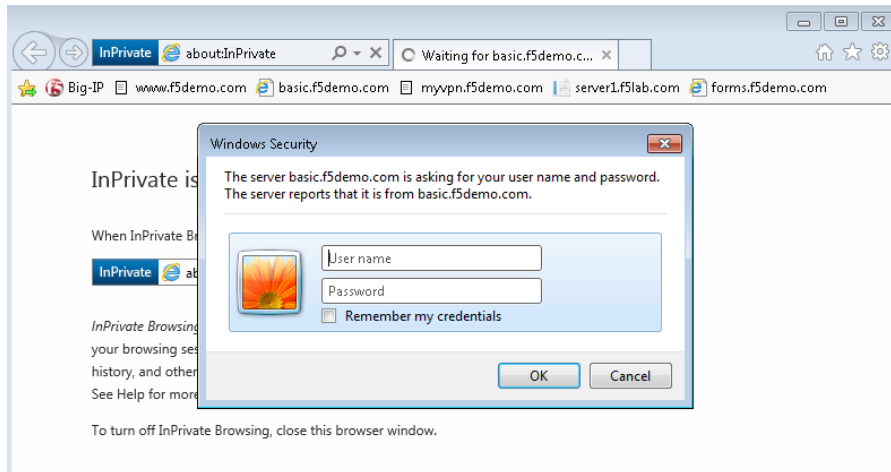 InPrivate about:InPrivate Waiting for basic.f5demo.c...
Big-IP www.f5demo.com basic.f5demo.com myvpn.f5demo.com server1.f5lab.com forms.f5demo.com
Windows Security
The server basic.f5demo.com is asking for your user name and password.
The server reports that it is from basic.f5demo.com.
User name
Password
Remember my credentials
OK Cancel
InPrivate is
When InPrivate Br
InPrivate ab
InPrivate Browsing
your browsing ses
history, and other
See Help for more
To turn off InPrivate Browsing, close this browser window.